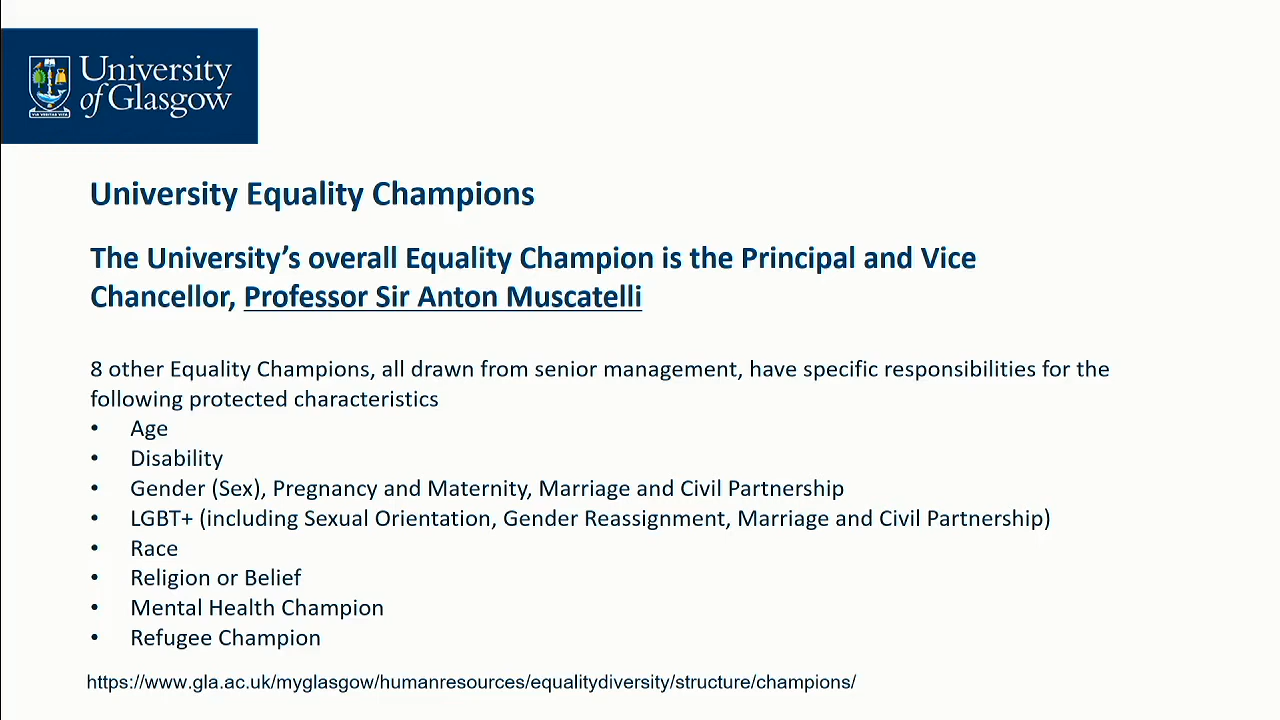 University
of Glasgow
VIA VERITAS VITA
University Equality Champions
The University’s overall Equality Champion is the Principal and Vice
Chancellor, Professor Sir Anton Muscatelli
8 other Equality Champions, all drawn from senior management, have specific responsibilities for the
following protected characteristics
• Age
• Disability
• Gender (Sex), Pregnancy and Maternity, Marriage and Civil Partnership
• LGBT+ (including Sexual Orientation, Gender Reassignment, Marriage and Civil Partnership)
• Race
• Religion or Belief
• Mental Health Champion
• Refugee Champion
https://www.gla.ac.uk/myglasgow/humanresources/equalitydiversity/structure/champions/